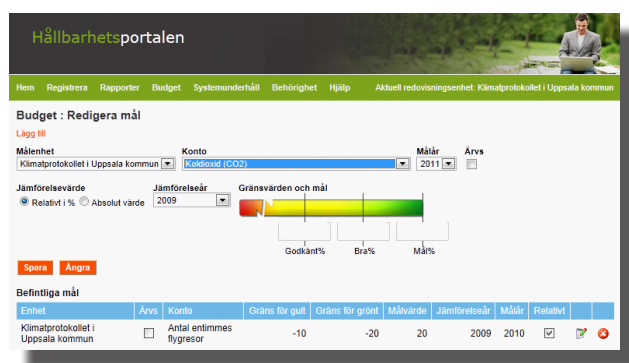 Hållbarhetsportalen
Hem Registrera Rapporter Budget Systemunderhåll Behörighet Hjälp Aktuell redovisningsenhet: Klimatprotokollet i Uppsala kommun
Budget : Redigera mål
Lägg till
Målenhet Konto Målår Ärvs
Klimatprotokollet i Uppsala kommun Koldioxid (CO2) 2011
Jämförelsevärde Jämförelseår Gränsvärden och mål
Relativt i % Absolut värde 2009
Godkänt% Bra% Mål%
Spara Ångra
Befintliga mål
Enhet Ärvs Konto Gräns för gult Gräns för grönt Målvärde Jämförelseår Målår Relativt
Klimatprotokollet i Uppsala kommun Antal entimmes flygresor -10 -20 20 2009 2010